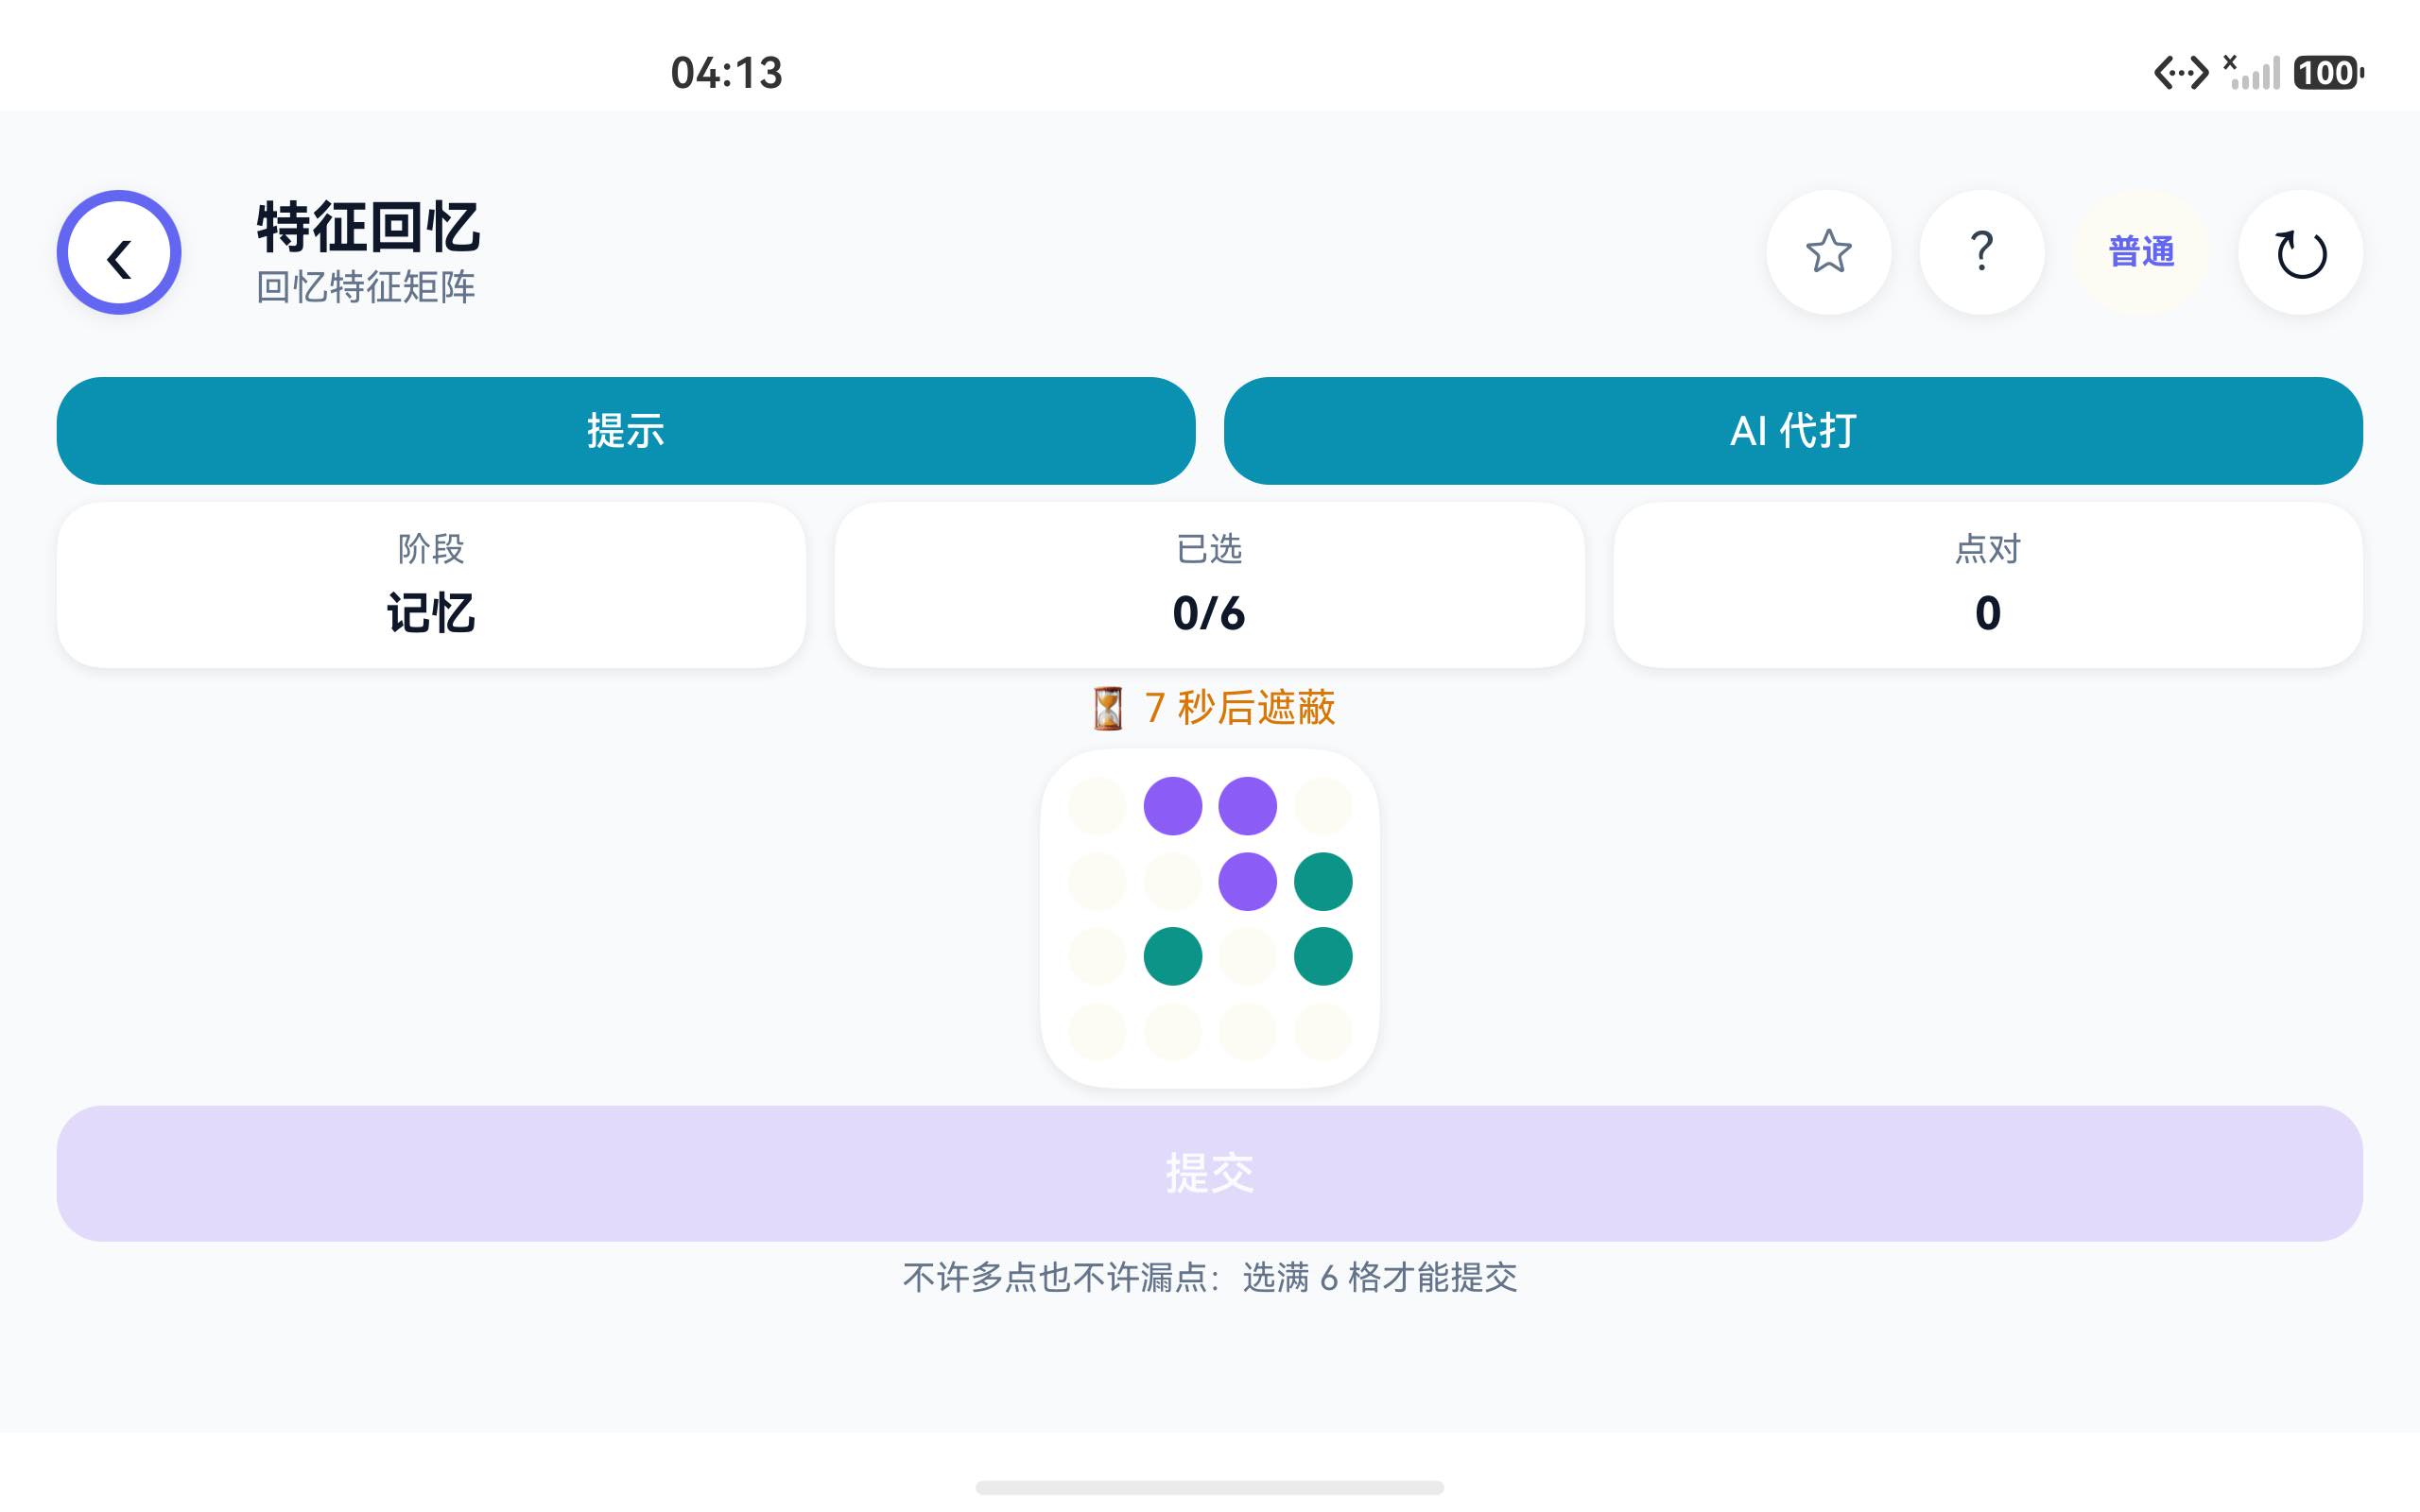 04:13
100
特征回忆
回忆特征矩阵
?
普通
提示
AI 代打
阶段
已选
点对
记忆
0/6
0
7 秒后遮蔽
提交
不许多点也不许漏点：选满 6 格才能提交